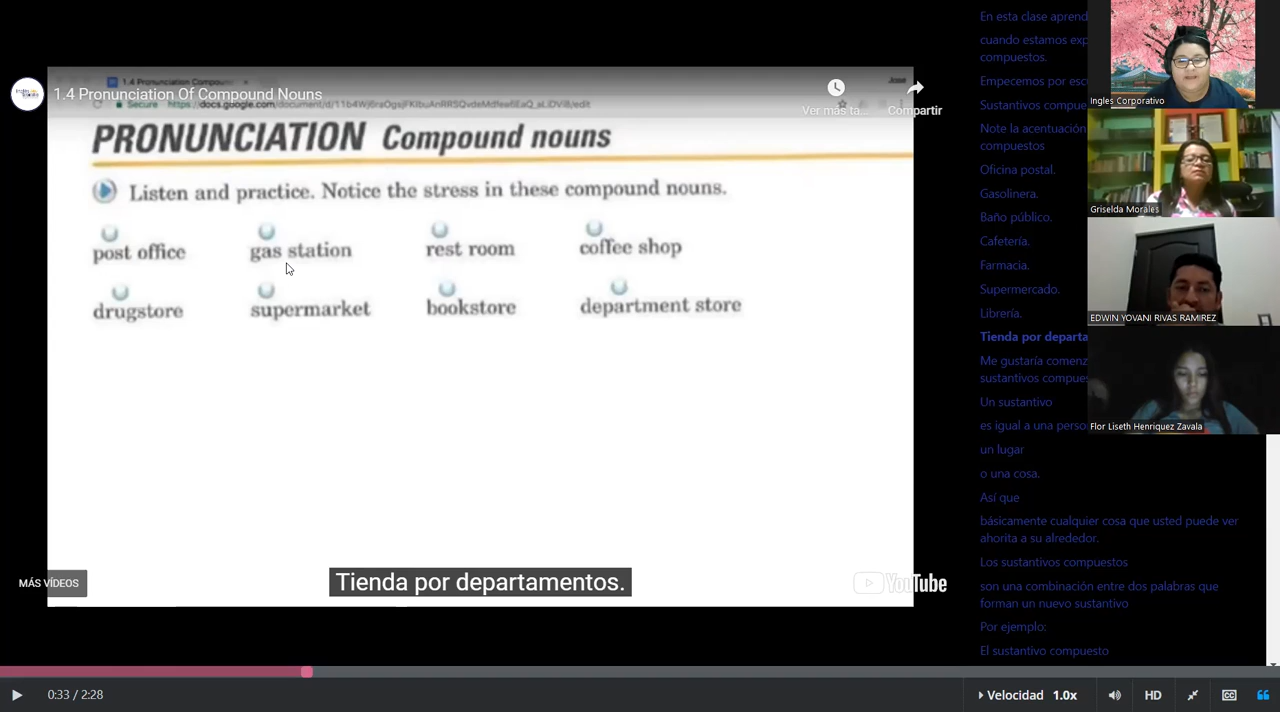 1.4 Pronunciation Of Compound Nouns
Ver más ta...
Compartir
PRONUNCIATION Compound nouns
Listen and practice. Notice the stress in these compound nouns.
post office gas station rest room coffee shop
drugstore supermarket bookstore department store
Tienda por departamentos.
MÁS VÍDEOS
YouTube
0:33 / 2:28
Velocidad 1.0x
HD
CC
En esta clase aprend
cuando estamos exp
compuestos.
Empecemos por esc
Sustantivos compue
Note la acentuación
compuestos
Oficina postal.
Gasolinera.
Baño público.
Cafetería.
Farmacia.
Supermercado.
Librería.
Tienda por departa
Me gustaría comenz
sustantivos compues
Un sustantivo
es igual a una perso
un lugar
o una cosa.
Así que
básicamente cualquier cosa que usted puede ver
ahorita a su alrededor.
Los sustantivos compuestos
son una combinación entre dos palabras que
forman un nuevo sustantivo
Por ejemplo:
El sustantivo compuesto
Ingles Corporativo
Griselda Morales
EDWIN YOVANI RIVAS RAMIREZ
Flor Liseth Henriquez Zavala